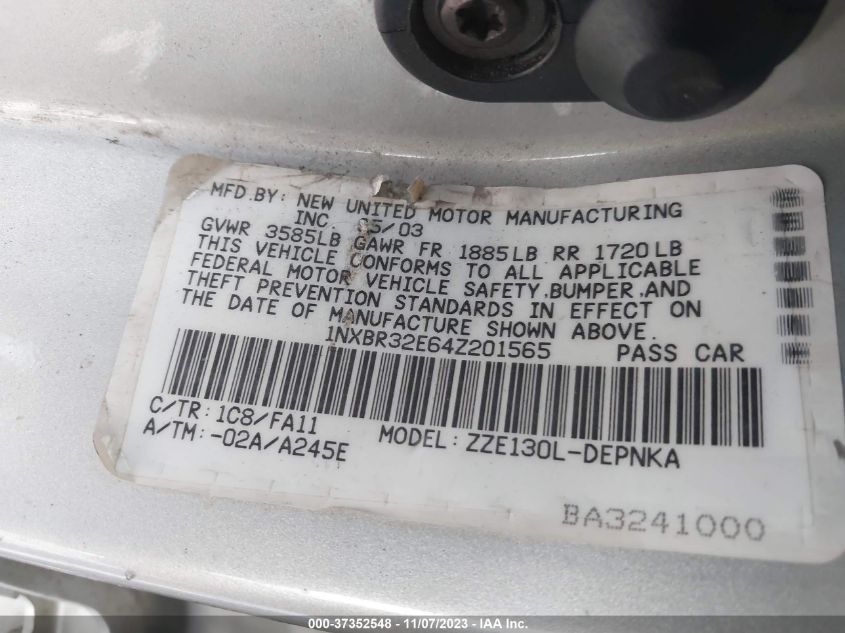 MFD.BY: NEW UNITED MOTOR MANUFACTURING
INC. 05/03
GVWR 3585LB GAWR FR 1885LB RR 1720LB
THIS VEHICLE CONFORMS TO ALL APPLICABLE
FEDERAL MOTOR VEHICLE SAFETY,BUMPER,AND
THEFT PREVENTION STANDARDS IN EFFECT ON
THE DATE OF MANUFACTURE SHOWN ABOVE.
1NXBR32E64Z201565 PASS CAR
C/TR: 1C8/FA11
A/TM: -02A/A245E MODEL: ZZE130L-DEPNKA
BA3241000
000-37352548 - 11/07/2023 - IAA Inc.